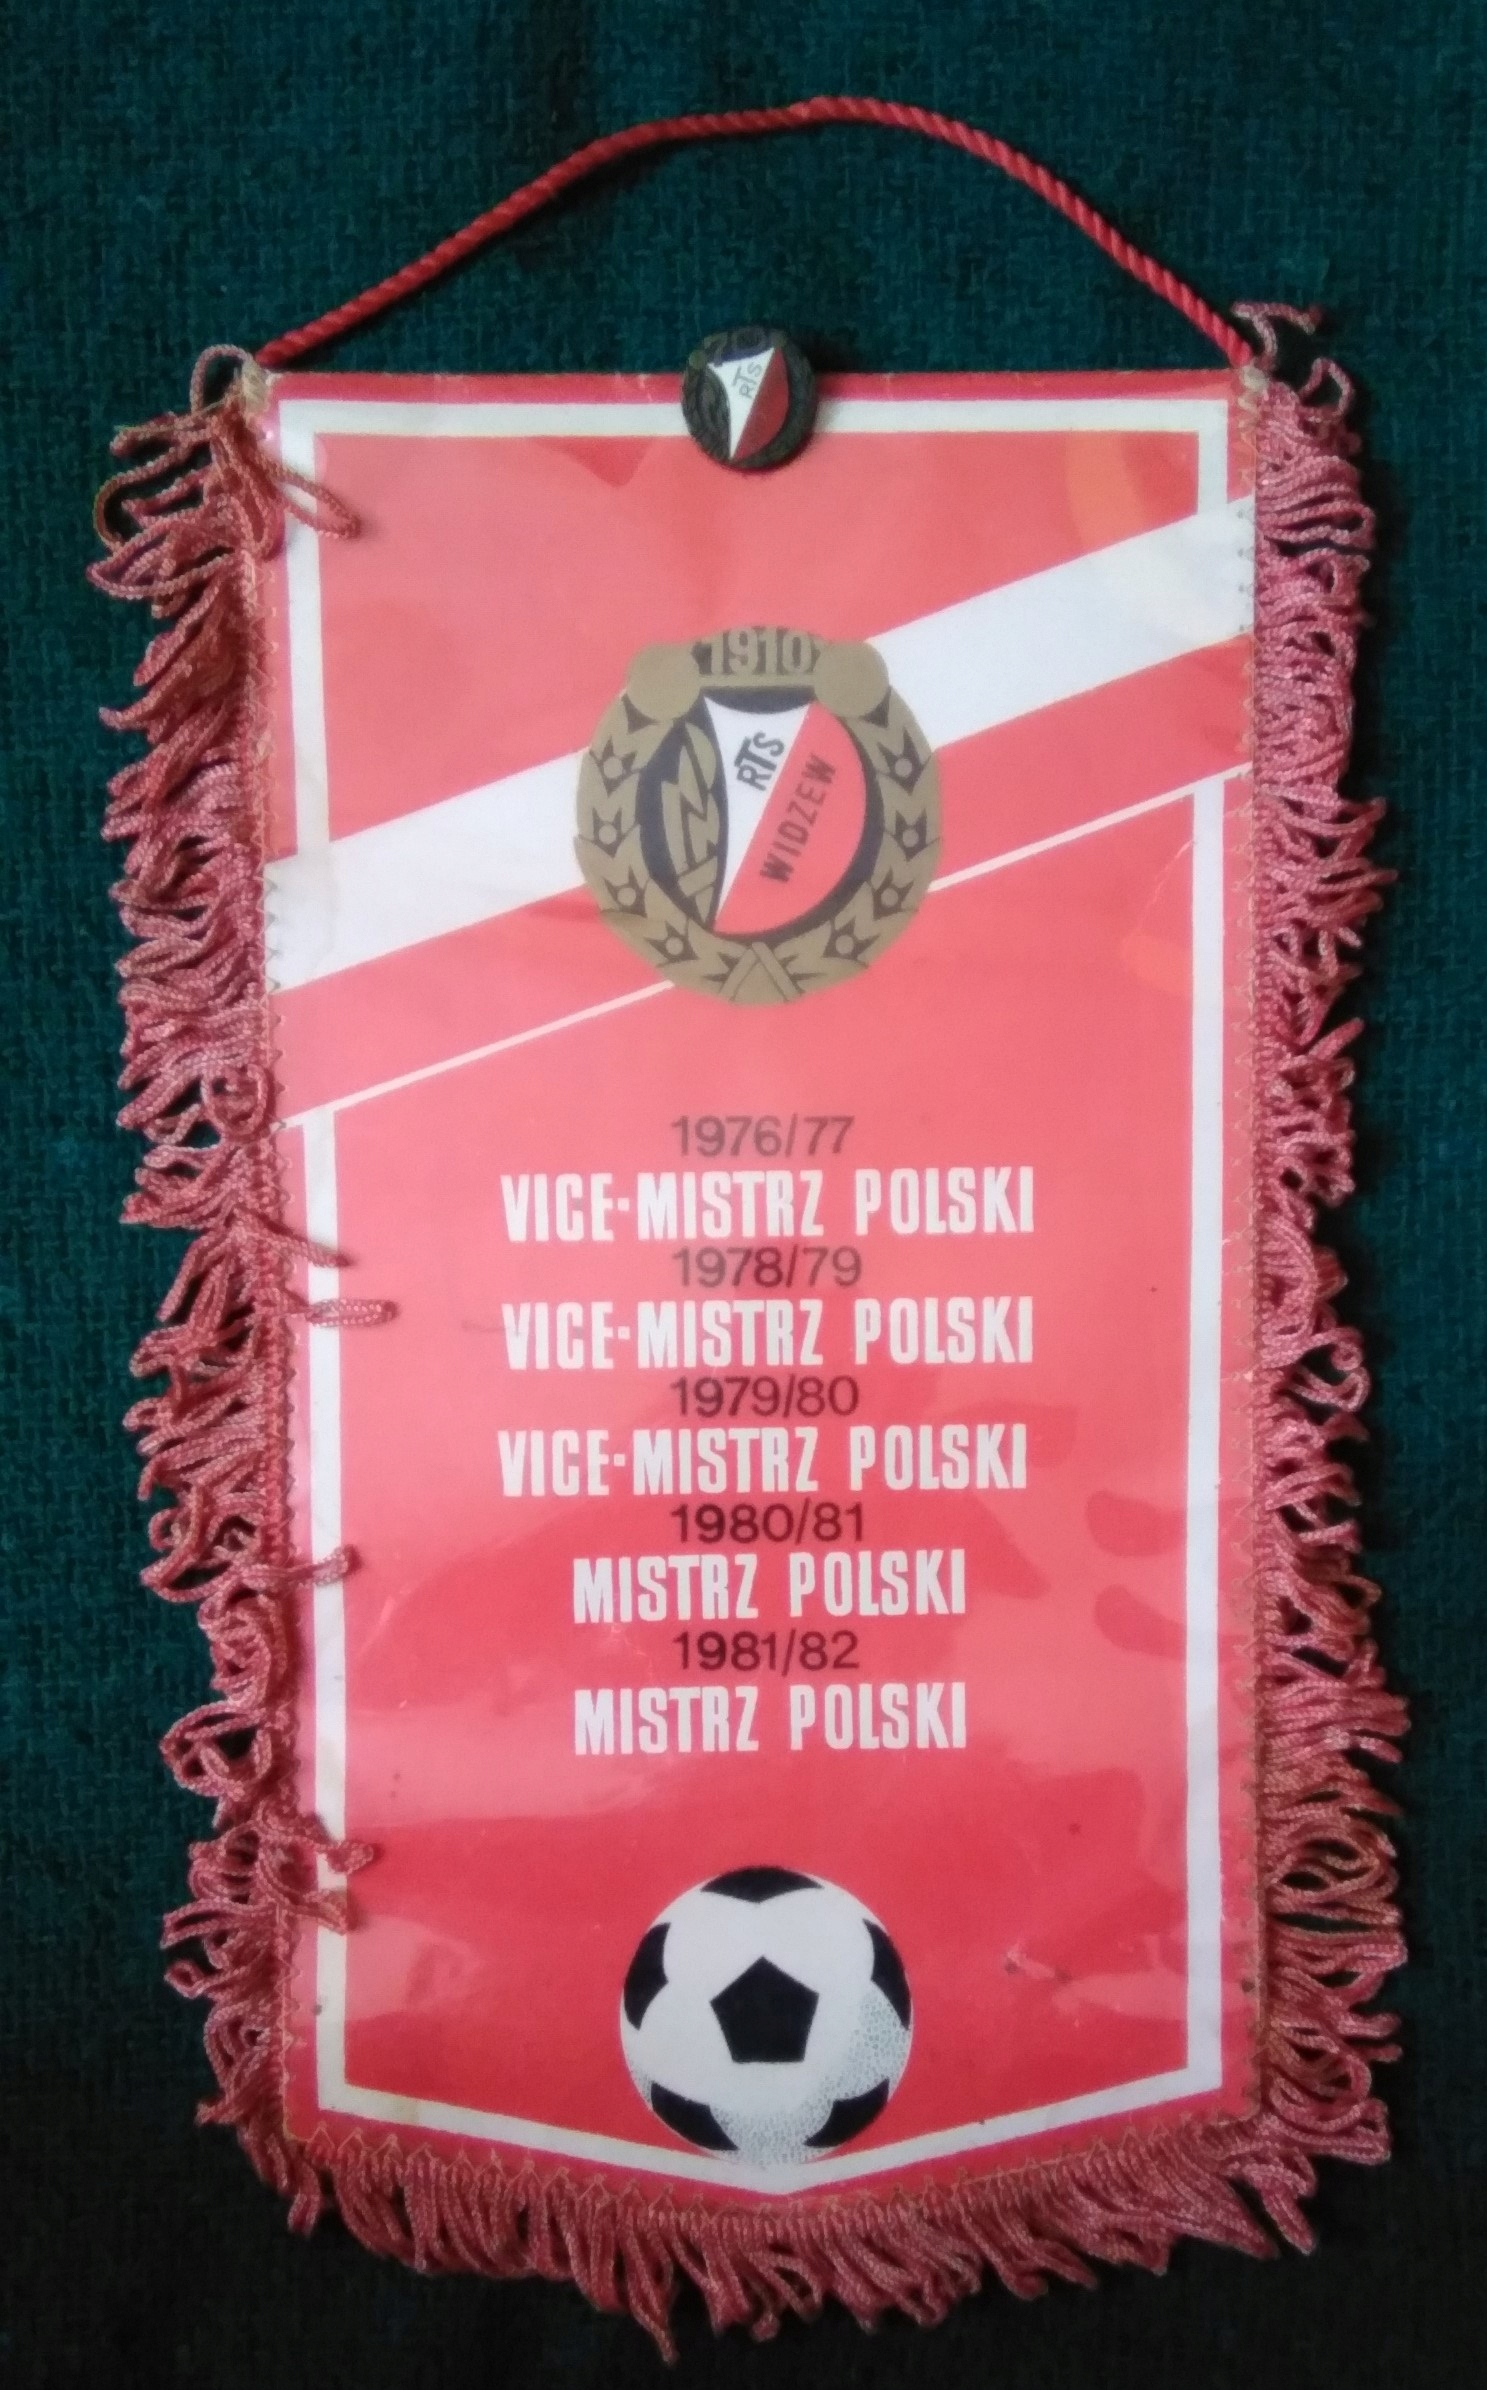 RTS
1910
RTS
WIDZEW
1976/77
VICE-MISTRZ POLSKI
1978/79
VICE-MISTRZ POLSKI
1979/80
VICE-MISTRZ POLSKI
1980/81
MISTRZ POLSKI
1981/82
MISTRZ POLSKI